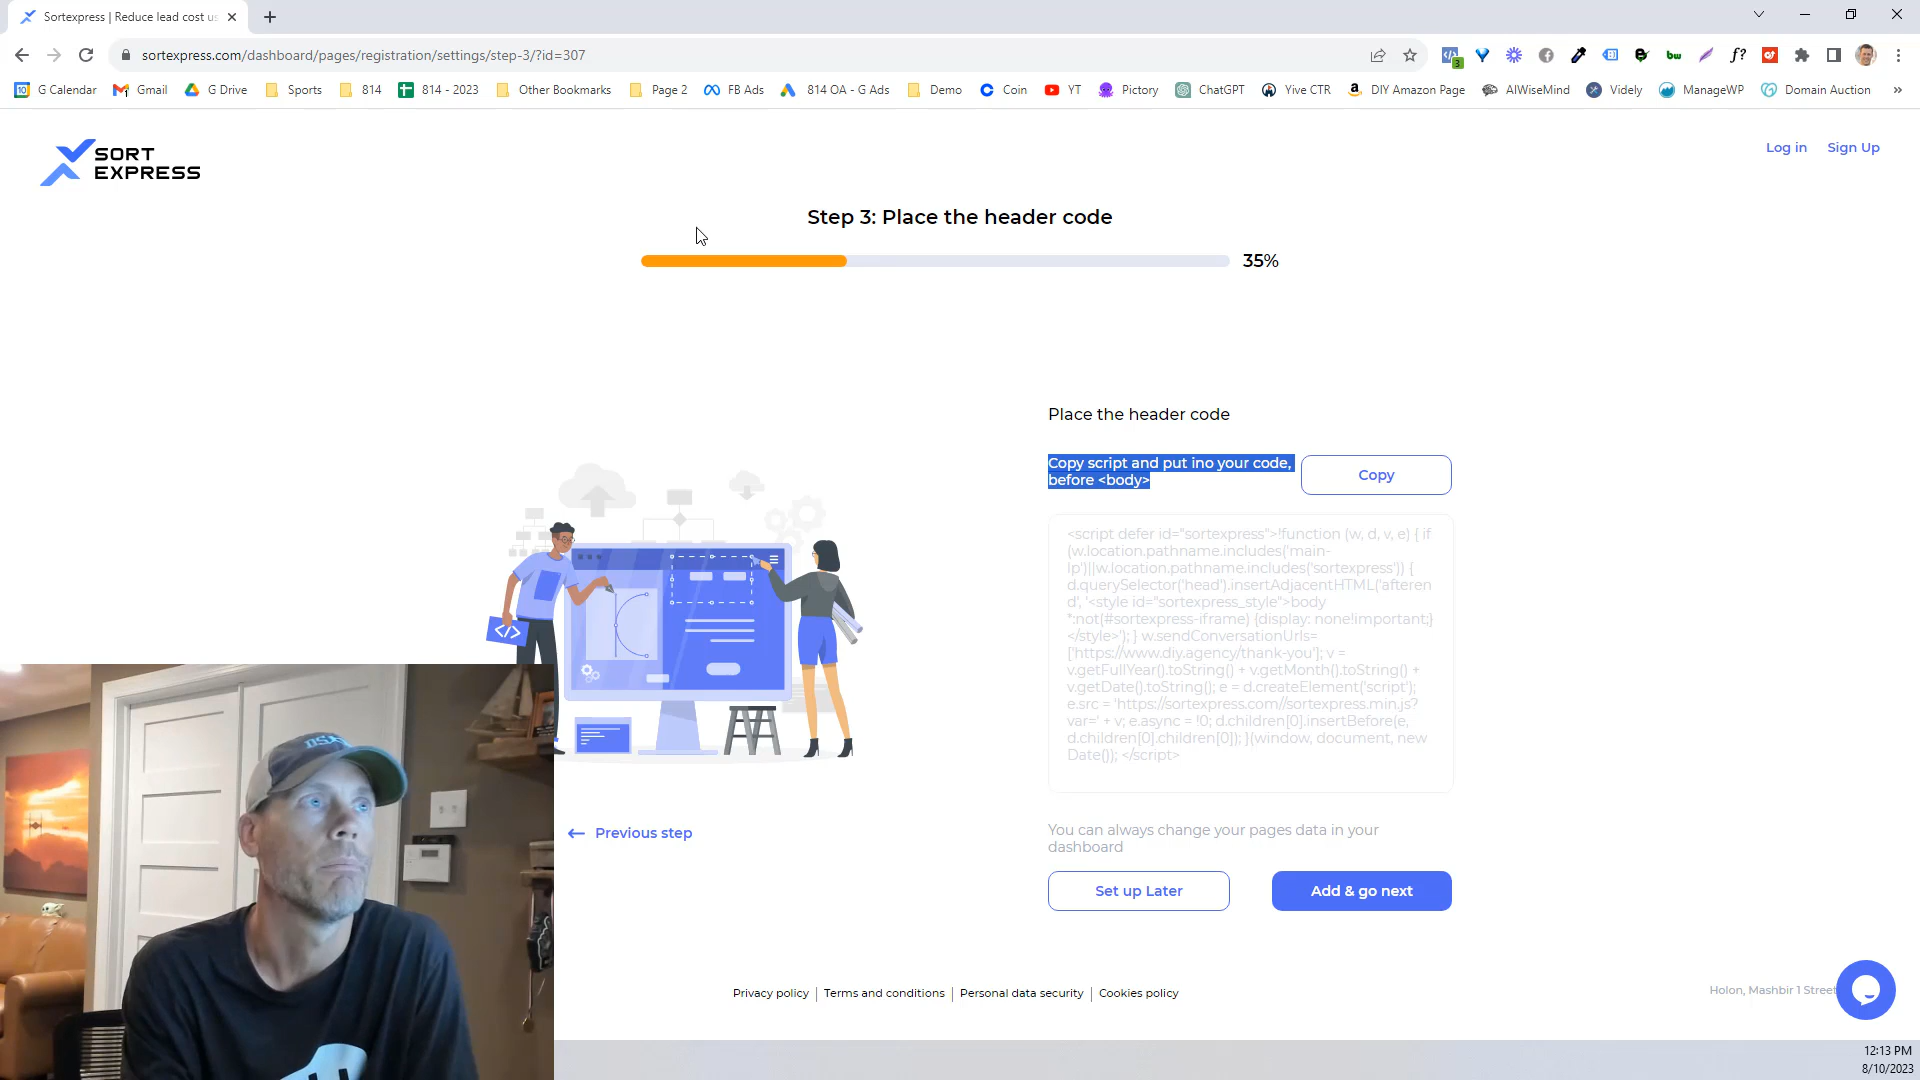 Sortexpress | Reduce lead cost us
sortexpress.com/dashboard/pages/registration/settings/step-3/?id=307
G Calendar
Gmail
G Drive
Sports
814
814 - 2023
Other Bookmarks
Page 2
FB Ads
814 OA - G Ads
Demo
Coin
YT
Pictory
ChatGPT
Yive CTR
DIY Amazon Page
AIWiseMind
Videly
ManageWP
Domain Auction
SORT
EXPRESS
Log in
Sign Up
Step 3: Place the header code
35%
Place the header code
Copy script and put ino your code,
before <body>
Copy
<script defer id="sortexpress">!function (w, d, v, e) { if
(w.location.pathname.includes('main-
lp')||w.location.pathname.includes('sortexpress')) {
d.querySelector('head').insertAdjacentHTML('afteren
d', '<style id="sortexpress_style">body
*:not(#sortexpress-iframe) {display: none!important;}
</style>'); } w.sendConversationUrls=
['https://www.diy.agency/thank-you']; v =
v.getFullYear().toString() + v.getMonth().toString() +
v.getDate().toString(); e = d.createElement('script');
e.src = 'https://sortexpress.com//sortexpress.min.js?
var=' + v; e.async = !0; d.children[0].insertBefore(e,
d.children[0].children[0]); }(window, document, new
Date()); </script>
Previous step
You can always change your pages data in your
dashboard
Set up Later
Add & go next
Privacy policy
Terms and conditions
Personal data security
Cookies policy
Holon, Mashbir 1 Street
12:13 PM
8/10/2023